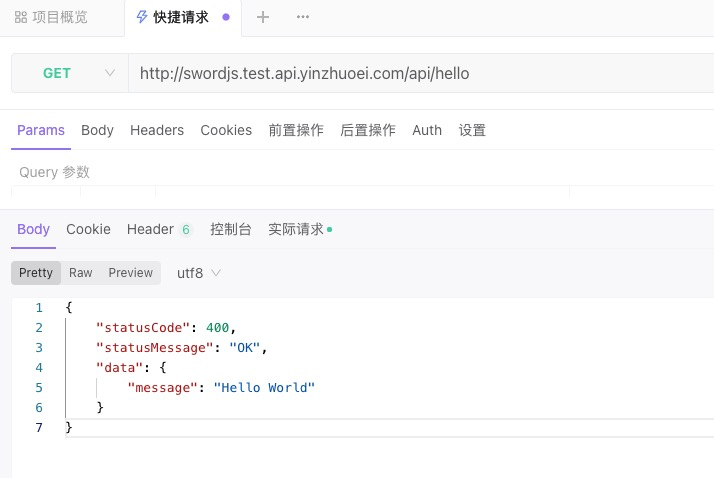 项目概览 快捷请求
GET http://swordjs.test.api.yinzhuoei.com/api/hello
Params Body Headers Cookies 前置操作 后置操作 Auth 设置
Query 参数
Body Cookie Header 6 控制台 实际请求
Pretty Raw Preview utf8
1 {
2 "statusCode": 400,
3 "statusMessage": "OK",
4 "data": {
5 "message": "Hello World"
6 }
7 }